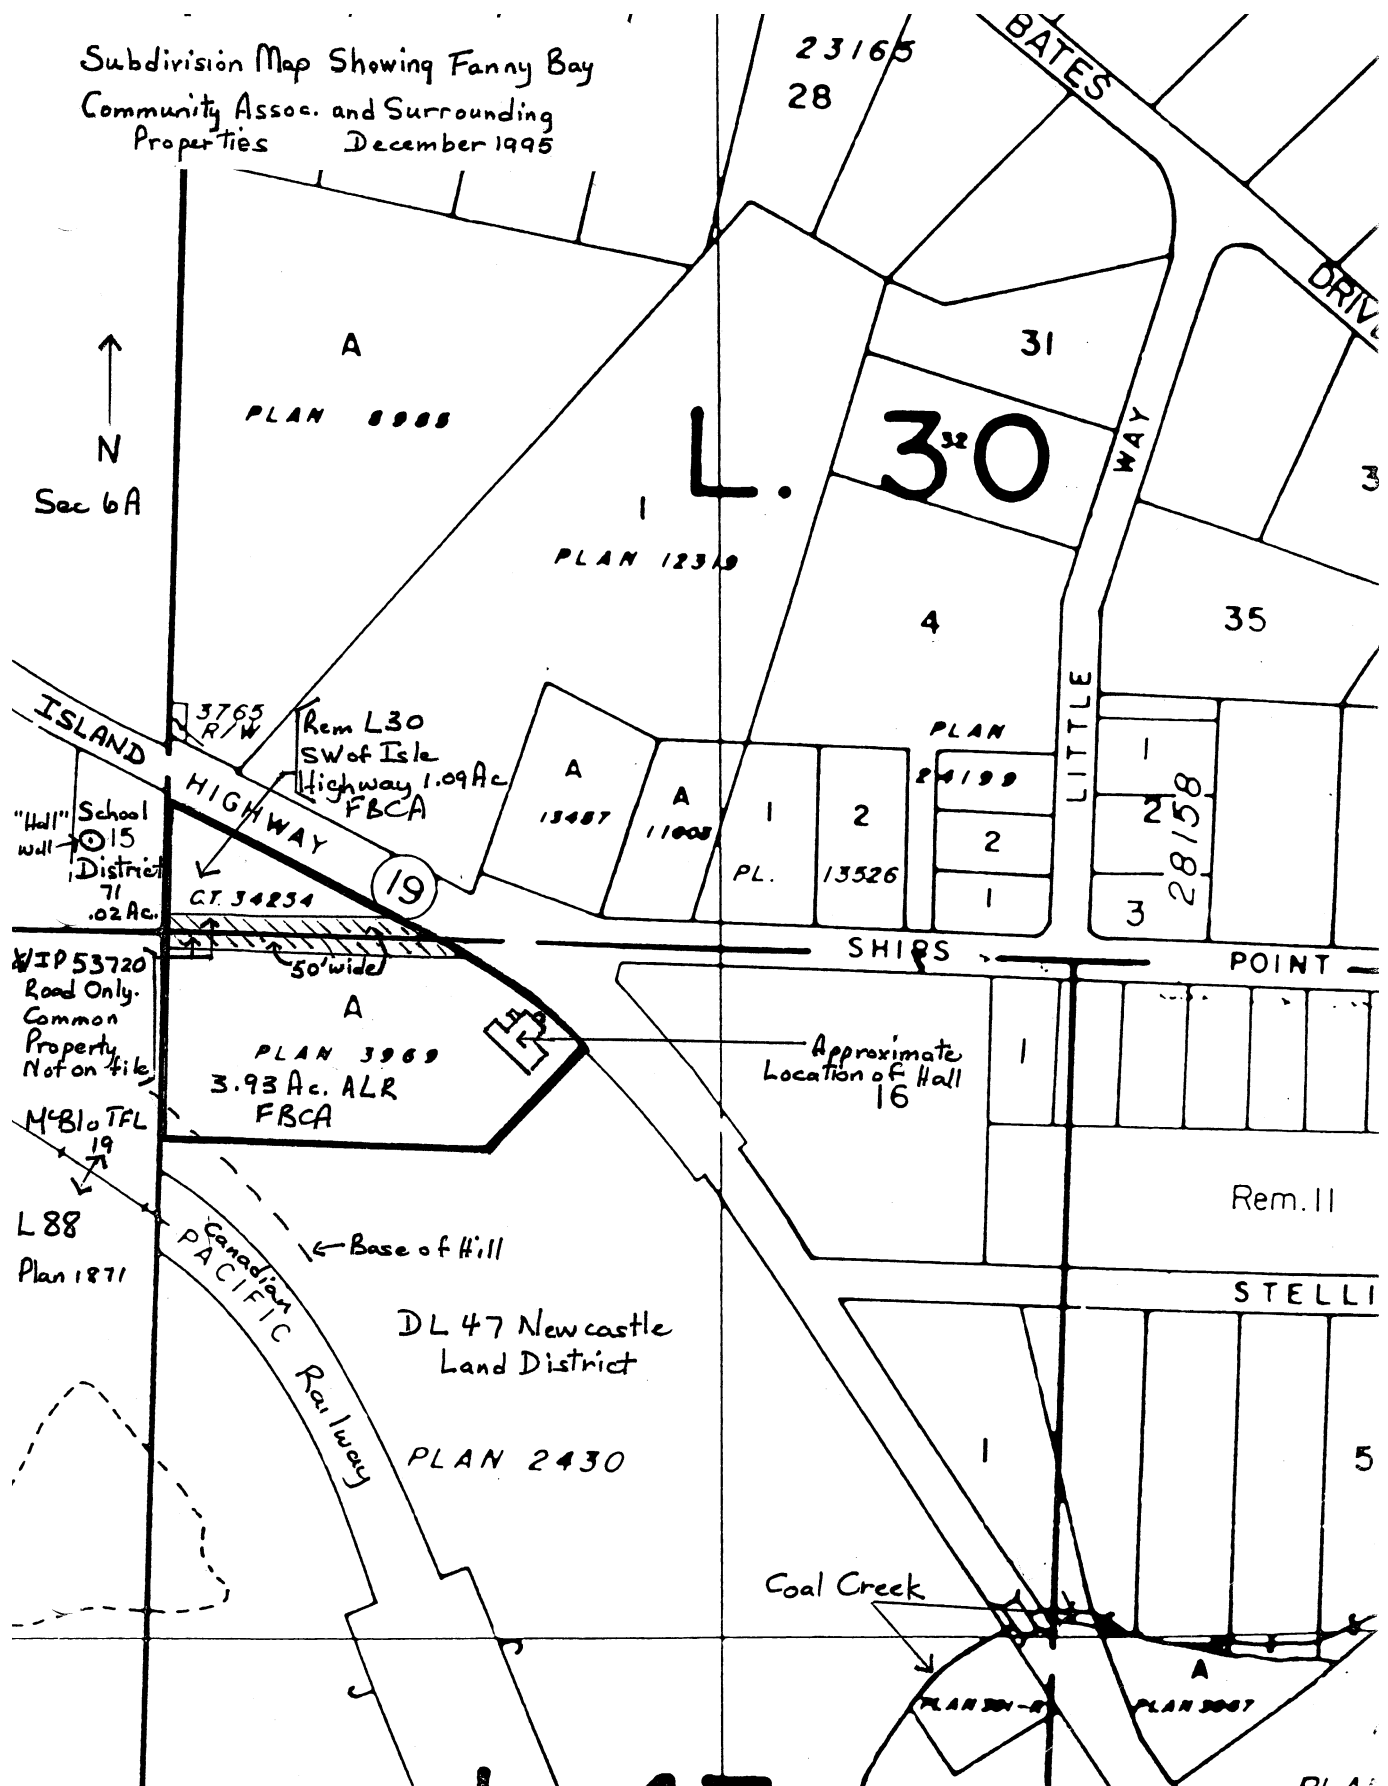 Subdivision Map Showing Fanny Bay
Community Assoc. and Surrounding
Properties December 1995
23165
28
BATES
DRIVE
A
PLAN 8988
N
Sec 6A
31
L. 30
32
WAY
3
1
PLAN 12319
4
35
LITTLE
ISLAND
HIGHWAY
19
3765
R/W
Rem L30
SW of Isle
Highway 1.09 Ac
FBCA
A
13487
A
1
PL.
2
13526
PLAN
24199
2
1
1
2
3
28158
"Hall"
Well
School
15
District
71
.02 Ac.
C.T. 34254
50' wide
SHIPS
POINT
VIP 53720
Road Only.
Common
Property
Not on file
A
PLAN 3969
3.93 Ac. ALR
FBCA
Approximate
Location of Hall
16
1
McBlo TFL
19
L 88
Plan 1871
Rem. 11
Canadian
PACIFIC
Railway
Base of Hill
STELLI
DL 47 Newcastle
Land District
PLAN 2430
1
5
Coal Creek
A